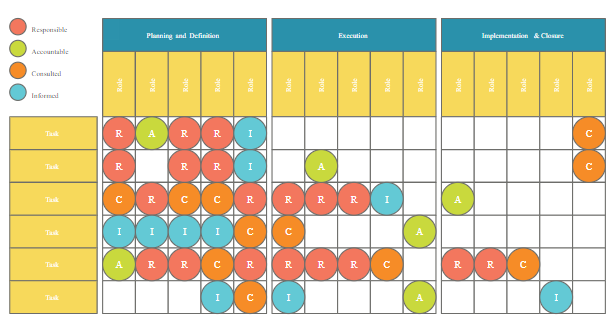 Responsible
Accountable
Consulted
Informed
Planning and Definition Execution Implementation & Closure
Role Role Role Role Role Role Role Role Role Role Role Role Role Role Role
Task R A R R I C
Task R R R I A C
Task C R C C R R R R I A
Task I I I I C C A
Task A R R C R R R R C R R C
Task I C I A I